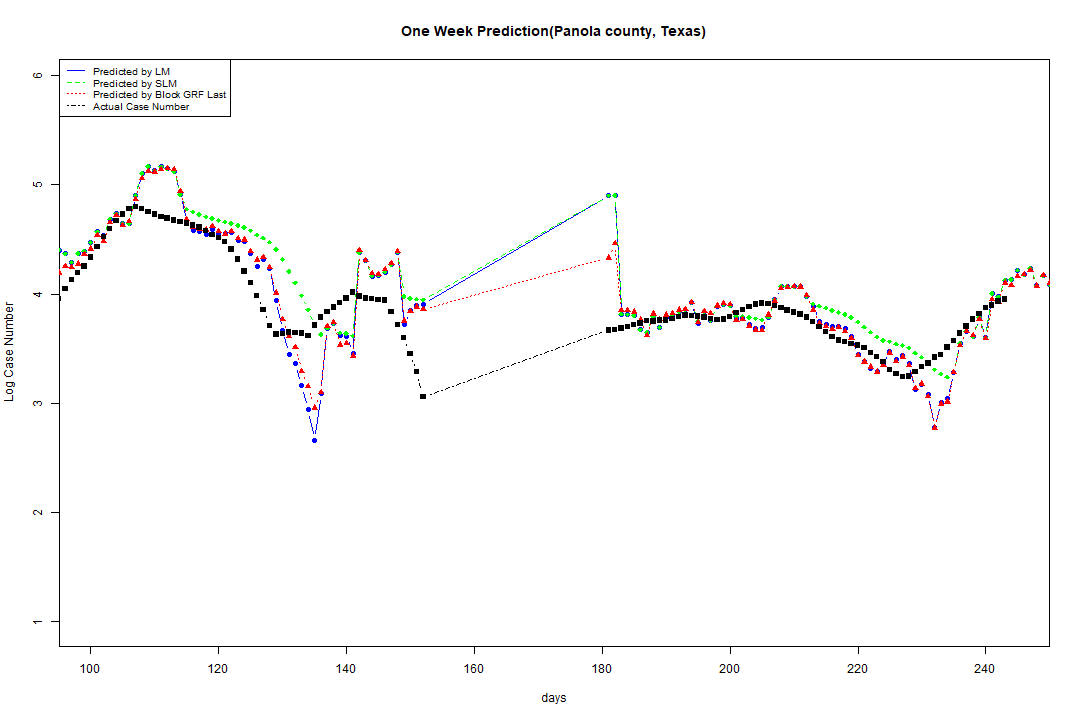 One Week Prediction(Panola county, Texas)
Predicted by LM
Predicted by SLM
Predicted by Block GRF Last
Actual Case Number
Log Case Number
6
5
4
3
2
1
100 120 140 160 180 200 220 240
days